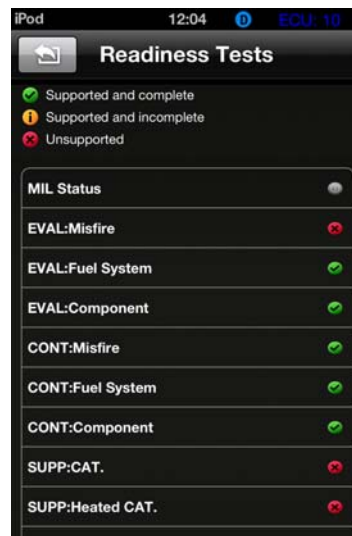 iPod 12:04 D ECU: 10
Readiness Tests
Supported and complete
i Supported and incomplete
Unsupported
MIL Status
EVAL:Misfire
EVAL:Fuel System
EVAL:Component
CONT:Misfire
CONT:Fuel System
CONT:Component
SUPP:CAT.
SUPP:Heated CAT.